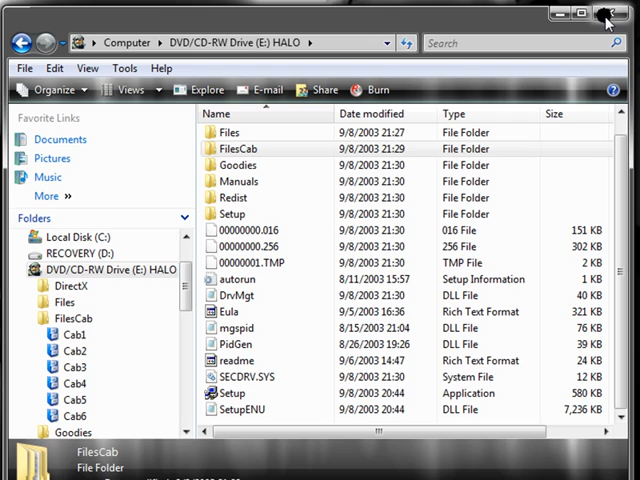 Computer ▸ DVD/CD-RW Drive (E:) HALO ▸ Search
File Edit View Tools Help
Organize Views Explore E-mail Share Burn
Favorite Links
Documents
Pictures
Music
More »
Folders
Local Disk (C:)
RECOVERY (D:)
DVD/CD-RW Drive (E:) HALO
DirectX
Files
FilesCab
Cab1
Cab2
Cab3
Cab4
Cab5
Cab6
Goodies
Name Date modified Type Size
Files 9/8/2003 21:27 File Folder
FilesCab 9/8/2003 21:29 File Folder
Goodies 9/8/2003 21:30 File Folder
Manuals 9/8/2003 21:30 File Folder
Redist 9/8/2003 21:30 File Folder
Setup 9/8/2003 21:30 File Folder
00000000.016 9/8/2003 21:30 016 File 151 KB
00000000.256 9/8/2003 21:30 256 File 302 KB
00000001.TMP 9/8/2003 21:30 TMP File 2 KB
autorun 8/11/2003 15:57 Setup Information 1 KB
DrvMgt 9/8/2003 21:30 DLL File 40 KB
Eula 9/5/2003 16:36 Rich Text Format 321 KB
mgspid 8/15/2003 21:04 DLL File 76 KB
PidGen 8/26/2003 19:26 DLL File 39 KB
readme 9/6/2003 14:47 Rich Text Format 24 KB
SECDRV.SYS 9/8/2003 21:30 System File 12 KB
Setup 9/8/2003 20:44 Application 580 KB
SetupENU 9/8/2003 20:44 DLL File 7,236 KB
FilesCab
File Folder